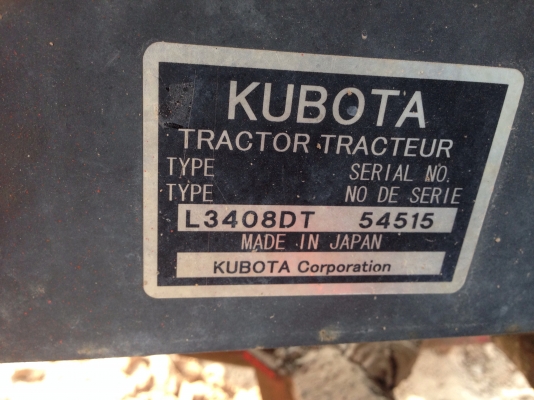 KUBOTA
TRACTOR TRACTEUR
TYPE SERIAL NO.
TYPE NO DE SERIE
L3408DT 54515
MADE IN JAPAN
KUBOTA Corporation